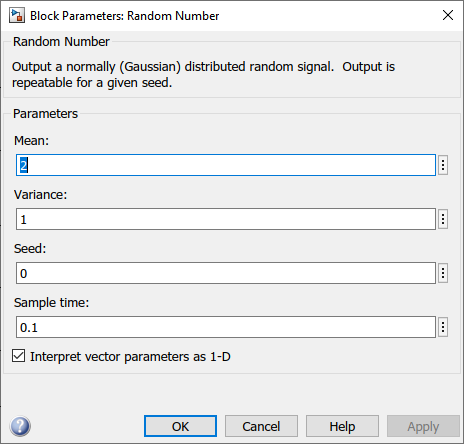 Block Parameters: Random Number
Random Number
Output a normally (Gaussian) distributed random signal.  Output is
repeatable for a given seed.
Parameters
Mean:
2
Variance:
1
Seed:
0
Sample time:
0.1
Interpret vector parameters as 1-D
OK
Cancel
Help
Apply